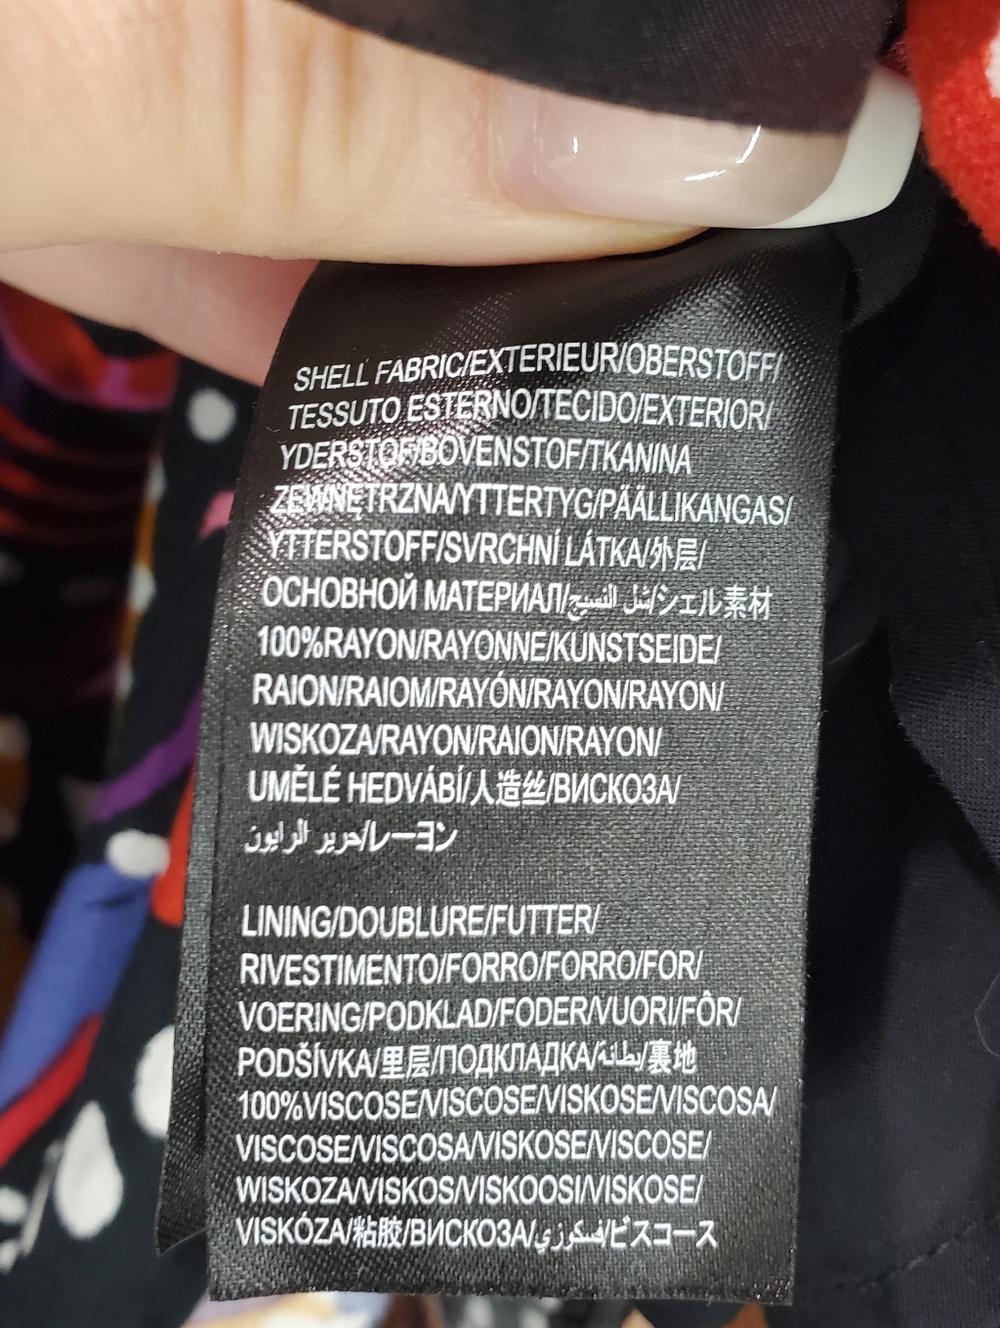 SHELL FABRIC/EXTERIEUR/OBERSTOFF/
TESSUTO ESTERNO/TECIDO/EXTERIOR/
YDERSTOF/BOVENSTOF/TKANINA
ZEWNĘTRZNA/YTTERTYG/PÄÄLLIKANGAS/
YTTERSTOFF/SVRCHNÍ LÁTKA/外层/
ОСНОВНОЙ МАТЕРИАЛ/شل النسيج/シェル素材
100%RAYON/RAYONNE/KUNSTSEIDE/
RAION/RAIOM/RAYÓN/RAYON/RAYON/
WISKOZA/RAYON/RAION/RAYON/
UMĚLÉ HEDVÁBÍ/人造丝/ВИСКОЗА/
حرير الرايون/レーヨン
LINING/DOUBLURE/FUTTER/
RIVESTIMENTO/FORRO/FORRO/FOR/
VOERING/PODKLAD/FODER/VUORI/FÔR/
PODŠÍVKA/里层/ПОДКЛАДКА/بطانة/裏地
100%VISCOSE/VISCOSE/VISKOSE/VISCOSA/
VISCOSE/VISCOSA/VISKOSE/VISCOSE/
WISKOZA/VISKOS/VISKOOSI/VISKOSE/
VISKÓZA/粘胶/ВИСКОЗА/فسكوزي/ビスコース